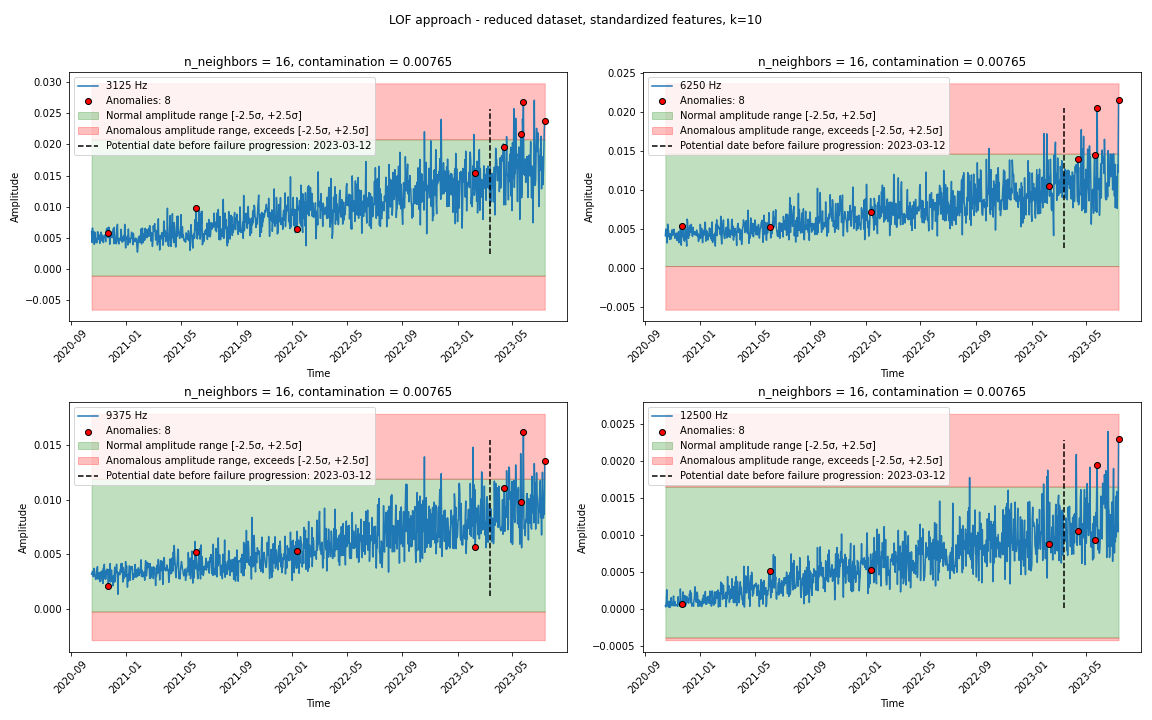 LOF approach - reduced dataset, standardized features, k=10
n_neighbors = 16, contamination = 0.00765
3125 Hz
Anomalies: 8
Normal amplitude range [-2.5σ, +2.5σ]
Anomalous amplitude range, exceeds [-2.5σ, +2.5σ]
Potential date before failure progression: 2023-03-12
0.030
0.025
0.020
0.015
0.010
0.005
0.000
−0.005
Amplitude
2020-09
2021-01
2021-05
2021-09
2022-01
2022-05
2022-09
2023-01
2023-05
Time
n_neighbors = 16, contamination = 0.00765
6250 Hz
Anomalies: 8
Normal amplitude range [-2.5σ, +2.5σ]
Anomalous amplitude range, exceeds [-2.5σ, +2.5σ]
Potential date before failure progression: 2023-03-12
0.025
0.020
0.015
0.010
0.005
0.000
−0.005
Amplitude
2020-09
2021-01
2021-05
2021-09
2022-01
2022-05
2022-09
2023-01
2023-05
Time
n_neighbors = 16, contamination = 0.00765
9375 Hz
Anomalies: 8
Normal amplitude range [-2.5σ, +2.5σ]
Anomalous amplitude range, exceeds [-2.5σ, +2.5σ]
Potential date before failure progression: 2023-03-12
0.015
0.010
0.005
0.000
Amplitude
2020-09
2021-01
2021-05
2021-09
2022-01
2022-05
2022-09
2023-01
2023-05
Time
n_neighbors = 16, contamination = 0.00765
12500 Hz
Anomalies: 8
Normal amplitude range [-2.5σ, +2.5σ]
Anomalous amplitude range, exceeds [-2.5σ, +2.5σ]
Potential date before failure progression: 2023-03-12
0.0025
0.0020
0.0015
0.0010
0.0005
0.0000
−0.0005
Amplitude
2020-09
2021-01
2021-05
2021-09
2022-01
2022-05
2022-09
2023-01
2023-05
Time